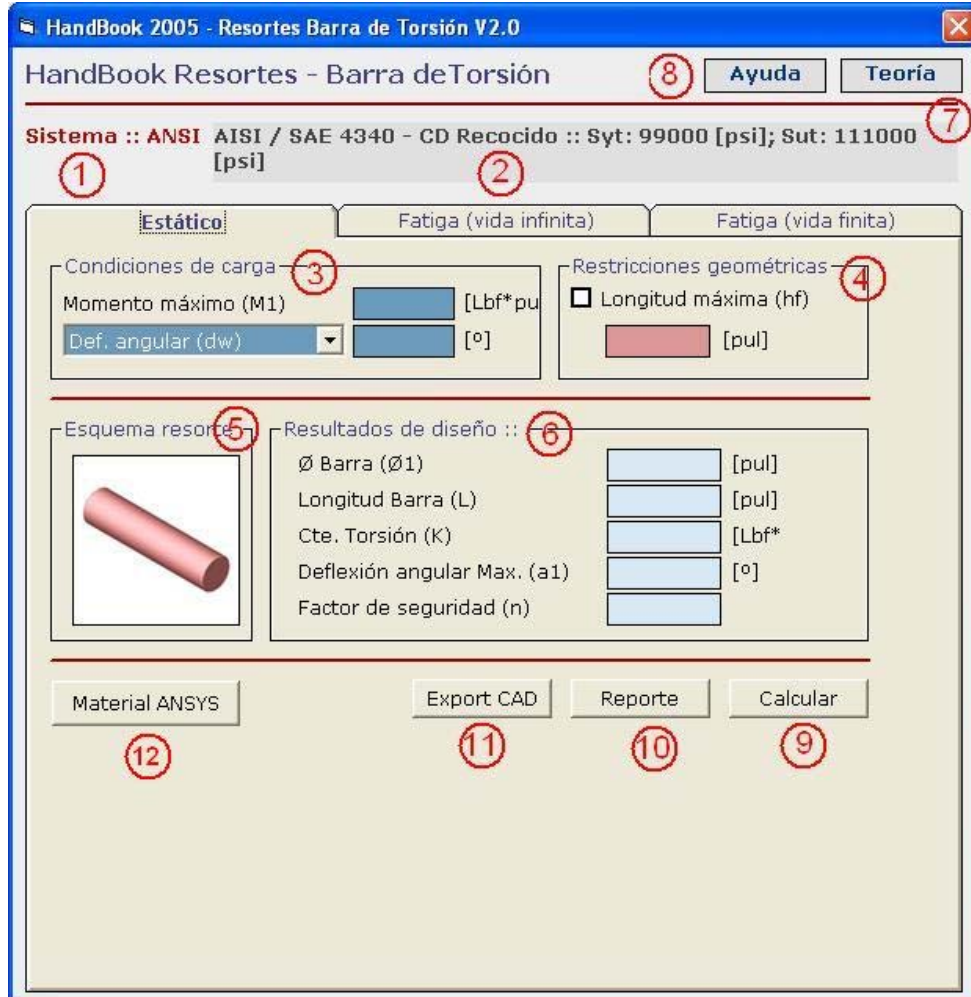 HandBook 2005 - Resortes Barra de Torsión V2.0
HandBook Resortes - Barra deTorsión
8
Ayuda
Teoría
7
Sistema :: ANSI
AISI / SAE 4340 - CD Recocido :: Syt: 99000 [psi]; Sut: 111000
[psi]
1
2
Estático
Fatiga (vida infinita)
Fatiga (vida finita)
Condiciones de carga
3
Momento máximo (M1)
[Lbf*pu
Def. angular (dw)
[º]
Restricciones geométricas
4
Longitud máxima (hf)
[pul]
Esquema resorte
5
Resultados de diseño ::
6
Ø Barra (Ø1)
[pul]
Longitud Barra (L)
[pul]
Cte. Torsión (K)
[Lbf*
Deflexión angular Max. (a1)
[º]
Factor de seguridad (n)
Material ANSYS
Export CAD
Reporte
Calcular
12
11
10
9